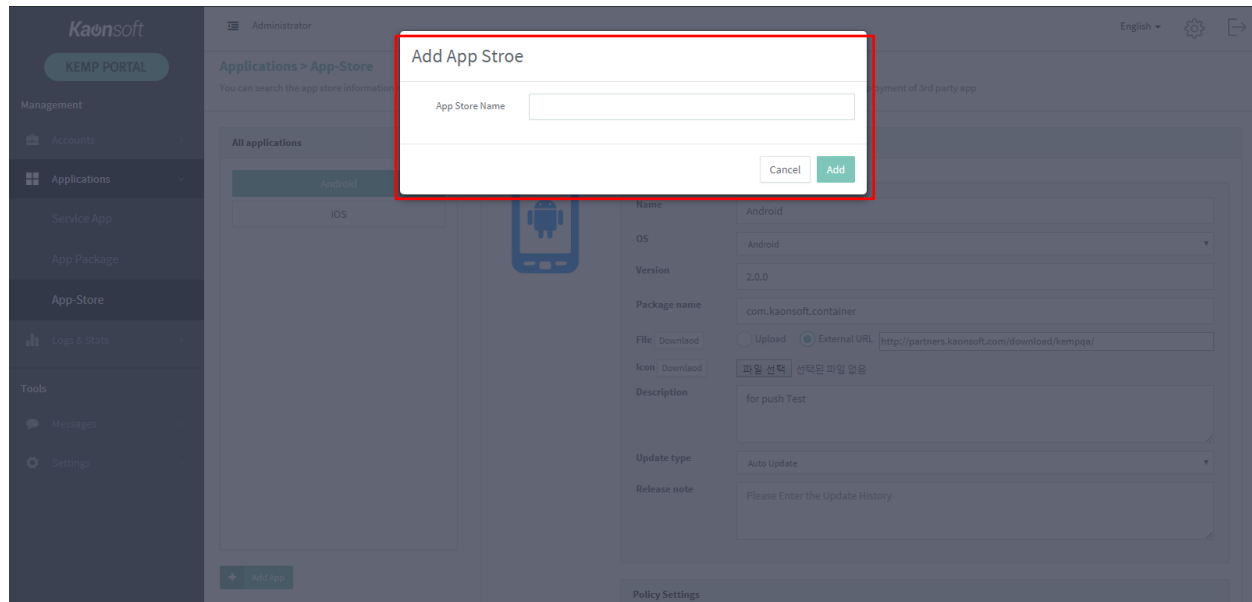 Kaonsoft
Administrator
English
KEMP PORTAL
Management
Accounts
Applications
Service App
App Package
App-Store
Logs & Stats
Tools
Messages
Settings
Applications > App-Store
You can search the app store information
ployment of 3rd party app
Add App Stroe
App Store Name
Cancel
Add
All applications
Android
iOS
Add App
Name
Android
OS
Android
Version
2.0.0
Package name
com.kaonsoft.container
File Downlaod Upload External URL http://partners.kaonsoft.com/download/kempqa/
Icon Downlaod 파일 선택 선택된 파일 없음
Description
for push Test
Update type
Auto Update
Release note
Please Enter the Update History
Policy Settings